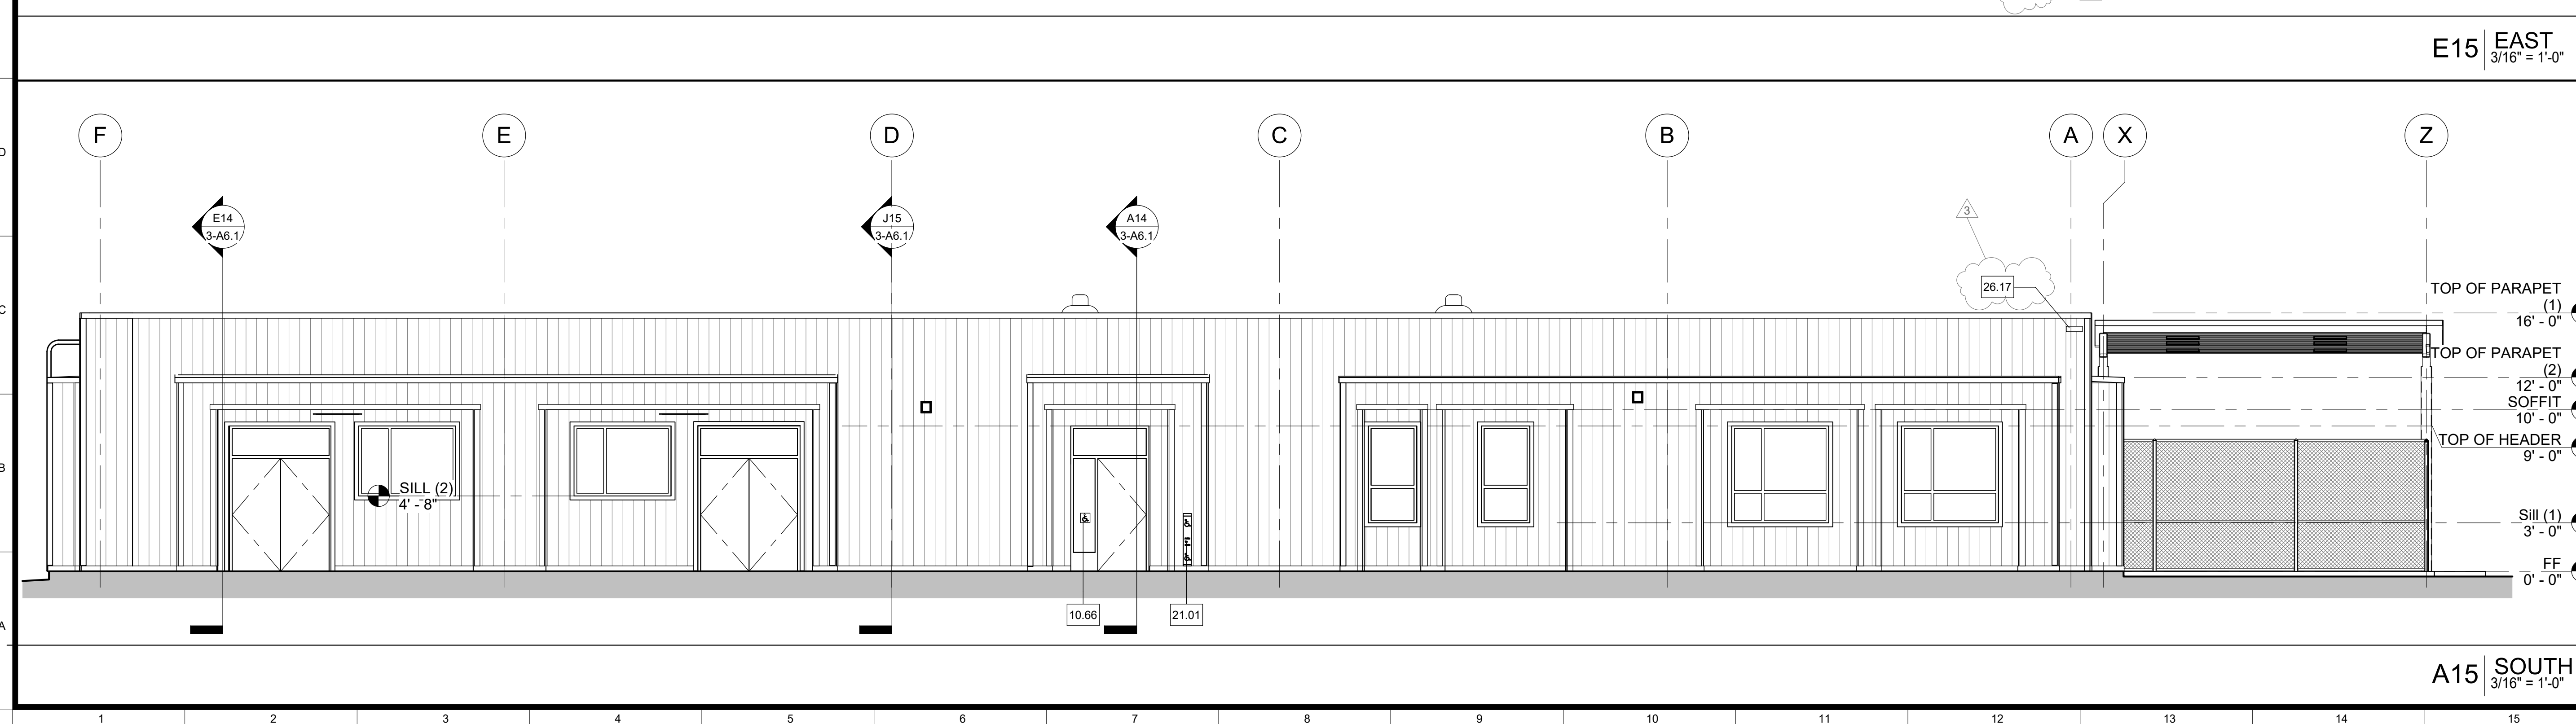 E15 EAST
3/16" = 1'-0"
F E D C B A X Z
D
E14
3-A6.1
J15
3-A6.1
A14
3-A6.1
3
26.17
C
TOP OF PARAPET
(1)
16' - 0"
TOP OF PARAPET
(2)
12' - 0"
SOFFIT
10' - 0"
TOP OF HEADER
9' - 0"
B
SILL (2)
4' - 8"
Sill (1)
3' - 0"
FF
0' - 0"
10.66
21.01
A
A15 SOUTH
3/16" = 1'-0"
1 2 3 4 5 6 7 8 9 10 11 12 13 14 15